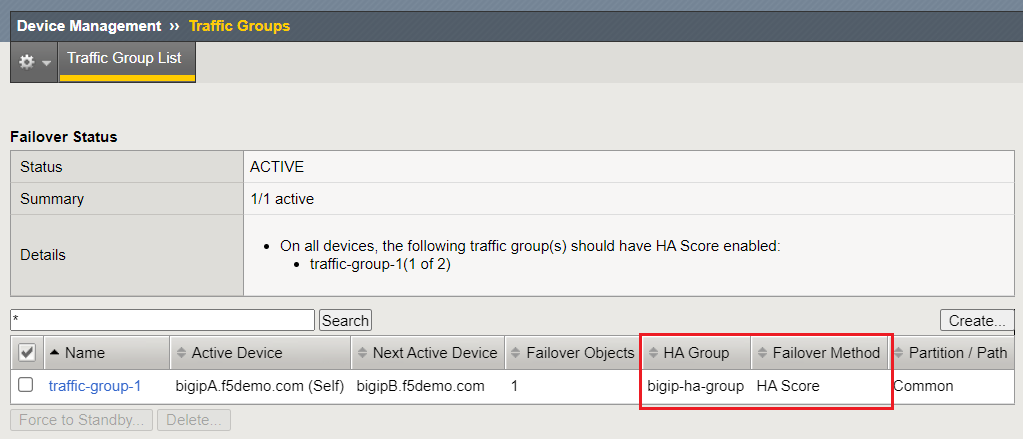 Device Management ›› Traffic Groups
Traffic Group List
Failover Status
Status ACTIVE
Summary 1/1 active
Details
On all devices, the following traffic group(s) should have HA Score enabled:
traffic-group-1(1 of 2)
* Search Create...
Name Active Device Next Active Device Failover Objects HA Group Failover Method Partition / Path
traffic-group-1 bigipA.f5demo.com (Self) bigipB.f5demo.com 1 bigip-ha-group HA Score Common
Force to Standby... Delete...